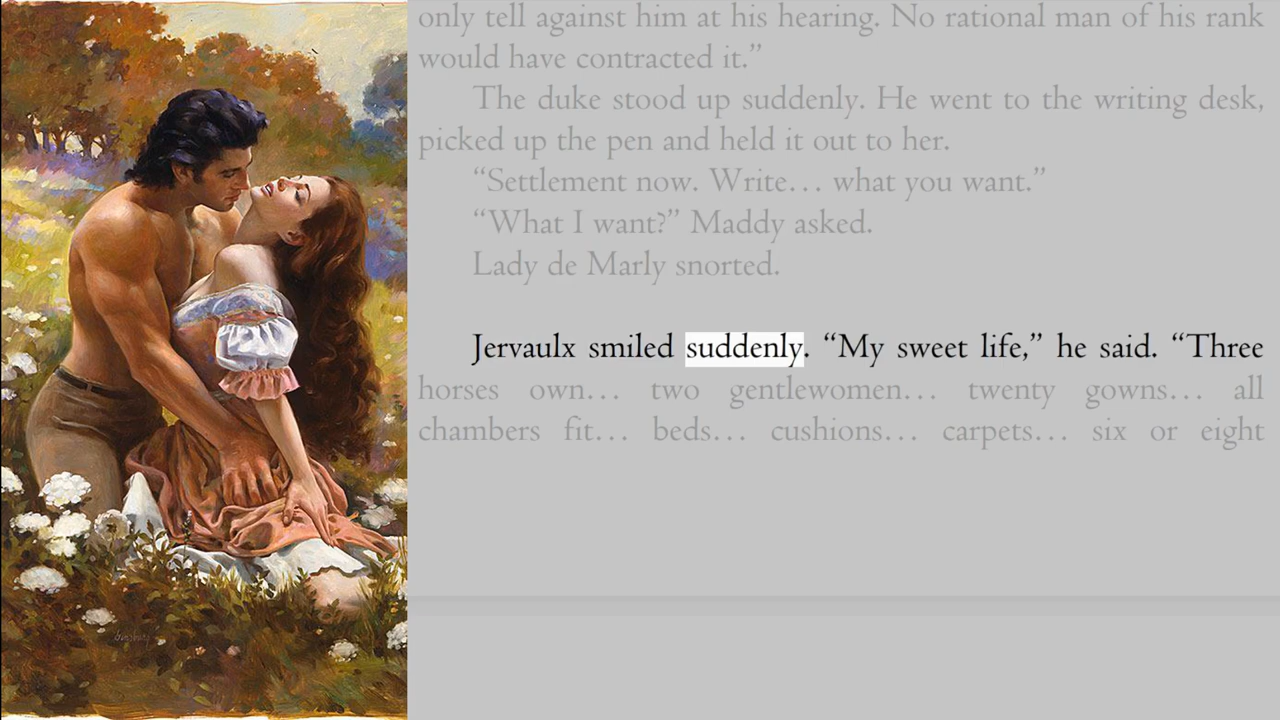 only tell against him at his hearing. No rational man of his rank
would have contracted it.”
The duke stood up suddenly. He went to the writing desk,
picked up the pen and held it out to her.
“Settlement now. Write… what you want.”
“What I want?” Maddy asked.
Lady de Marly snorted.
Jervaulx smiled suddenly. “My sweet life,” he said. “Three
horses own… two gentlewomen… twenty gowns… all
chambers fit… beds… cushions… carpets… six or eight